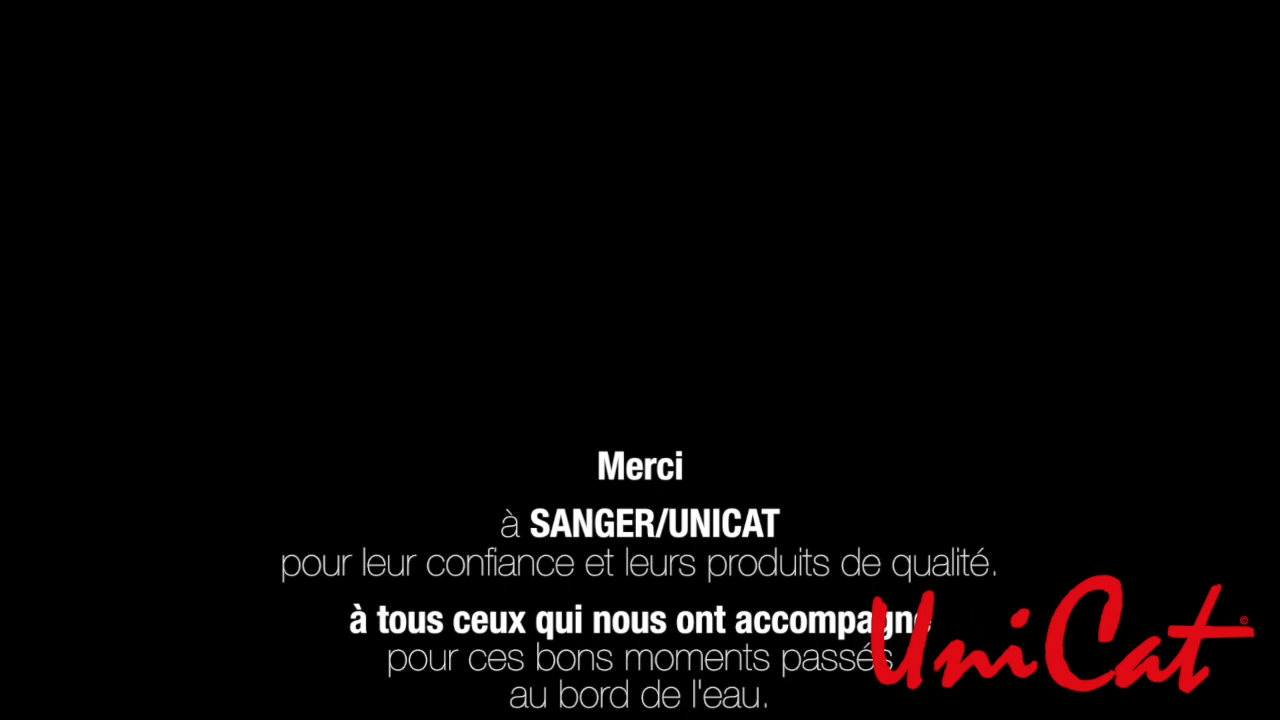 Merci
à SANGER/UNICAT
pour leur confiance et leurs produits de qualité.
à tous ceux qui nous ont accompagné
pour ces bons moments passés
au bord de l'eau.
UniCat ©